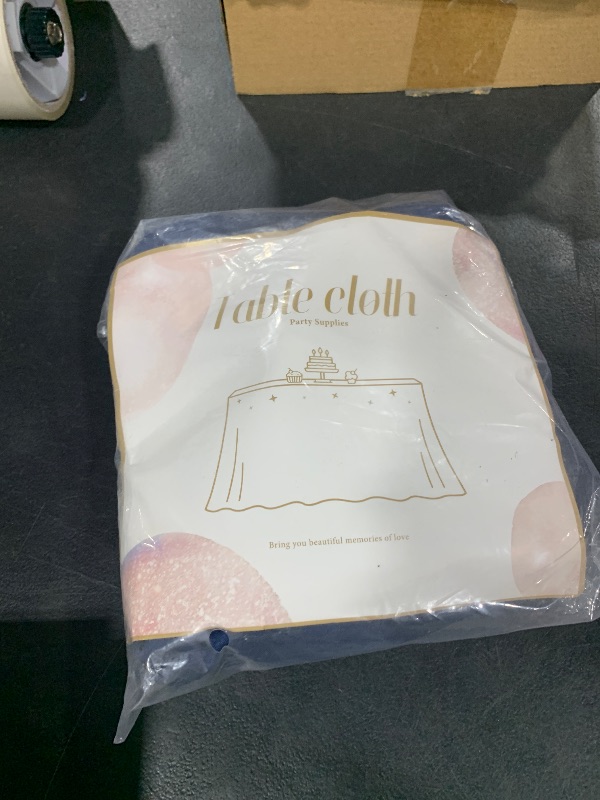 Table cloth
Party Supplies
Bring you beautiful memories of love